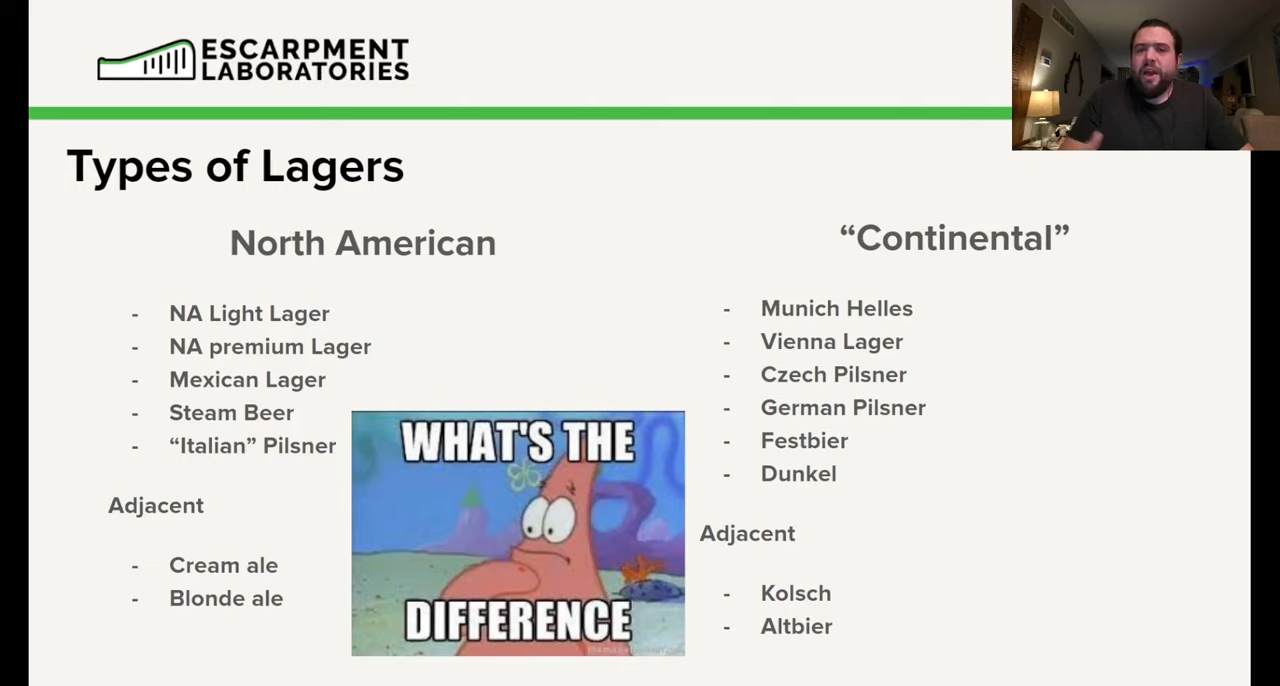 ESCARPMENT
LABORATORIES
Types of Lagers
North American
- NA Light Lager
- NA premium Lager
- Mexican Lager
- Steam Beer
- “Italian” Pilsner
Adjacent
- Cream ale
- Blonde ale
WHAT'S THE
DIFFERENCE
“Continental”
- Munich Helles
- Vienna Lager
- Czech Pilsner
- German Pilsner
- Festbier
- Dunkel
Adjacent
- Kolsch
- Altbier